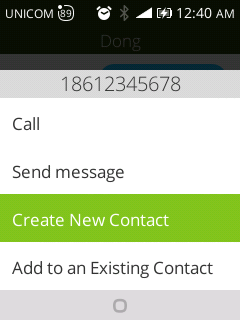 UNICOM 89 12:40 AM
Dong
18612345678
Call
Send message
Create New Contact
Add to an Existing Contact